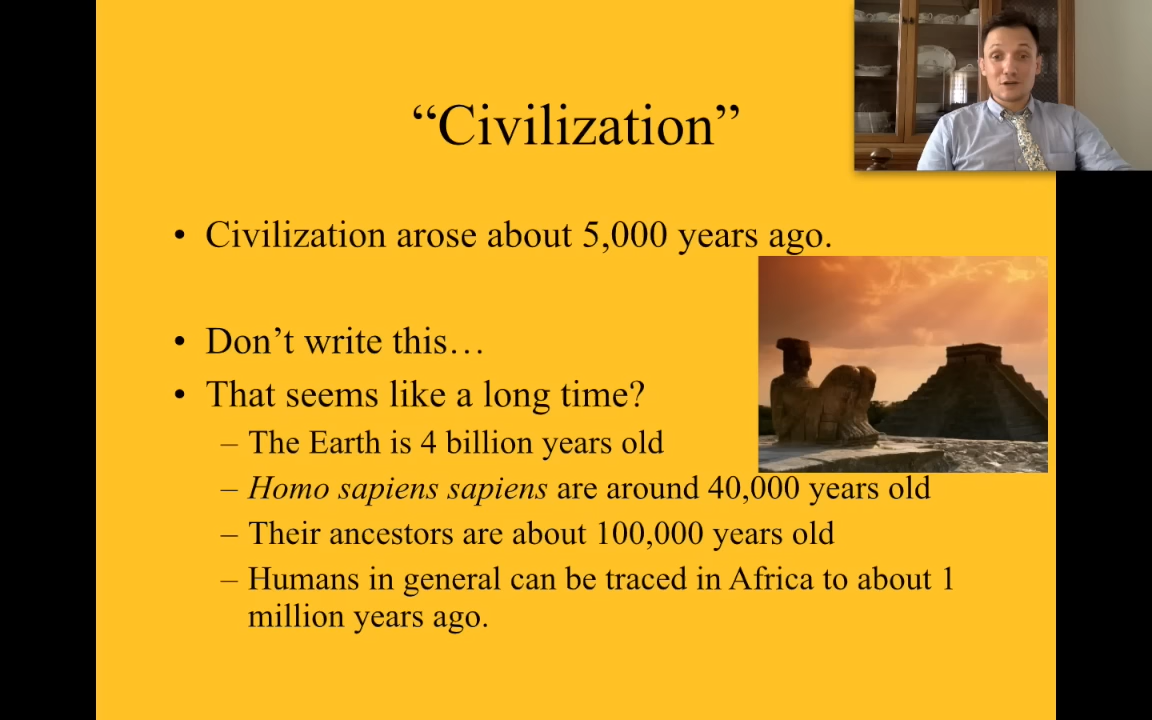 “Civilization”
• Civilization arose about 5,000 years ago.
• Don’t write this…
• That seems like a long time?
– The Earth is 4 billion years old
– Homo sapiens sapiens are around 40,000 years old
– Their ancestors are about 100,000 years old
– Humans in general can be traced in Africa to about 1
million years ago.